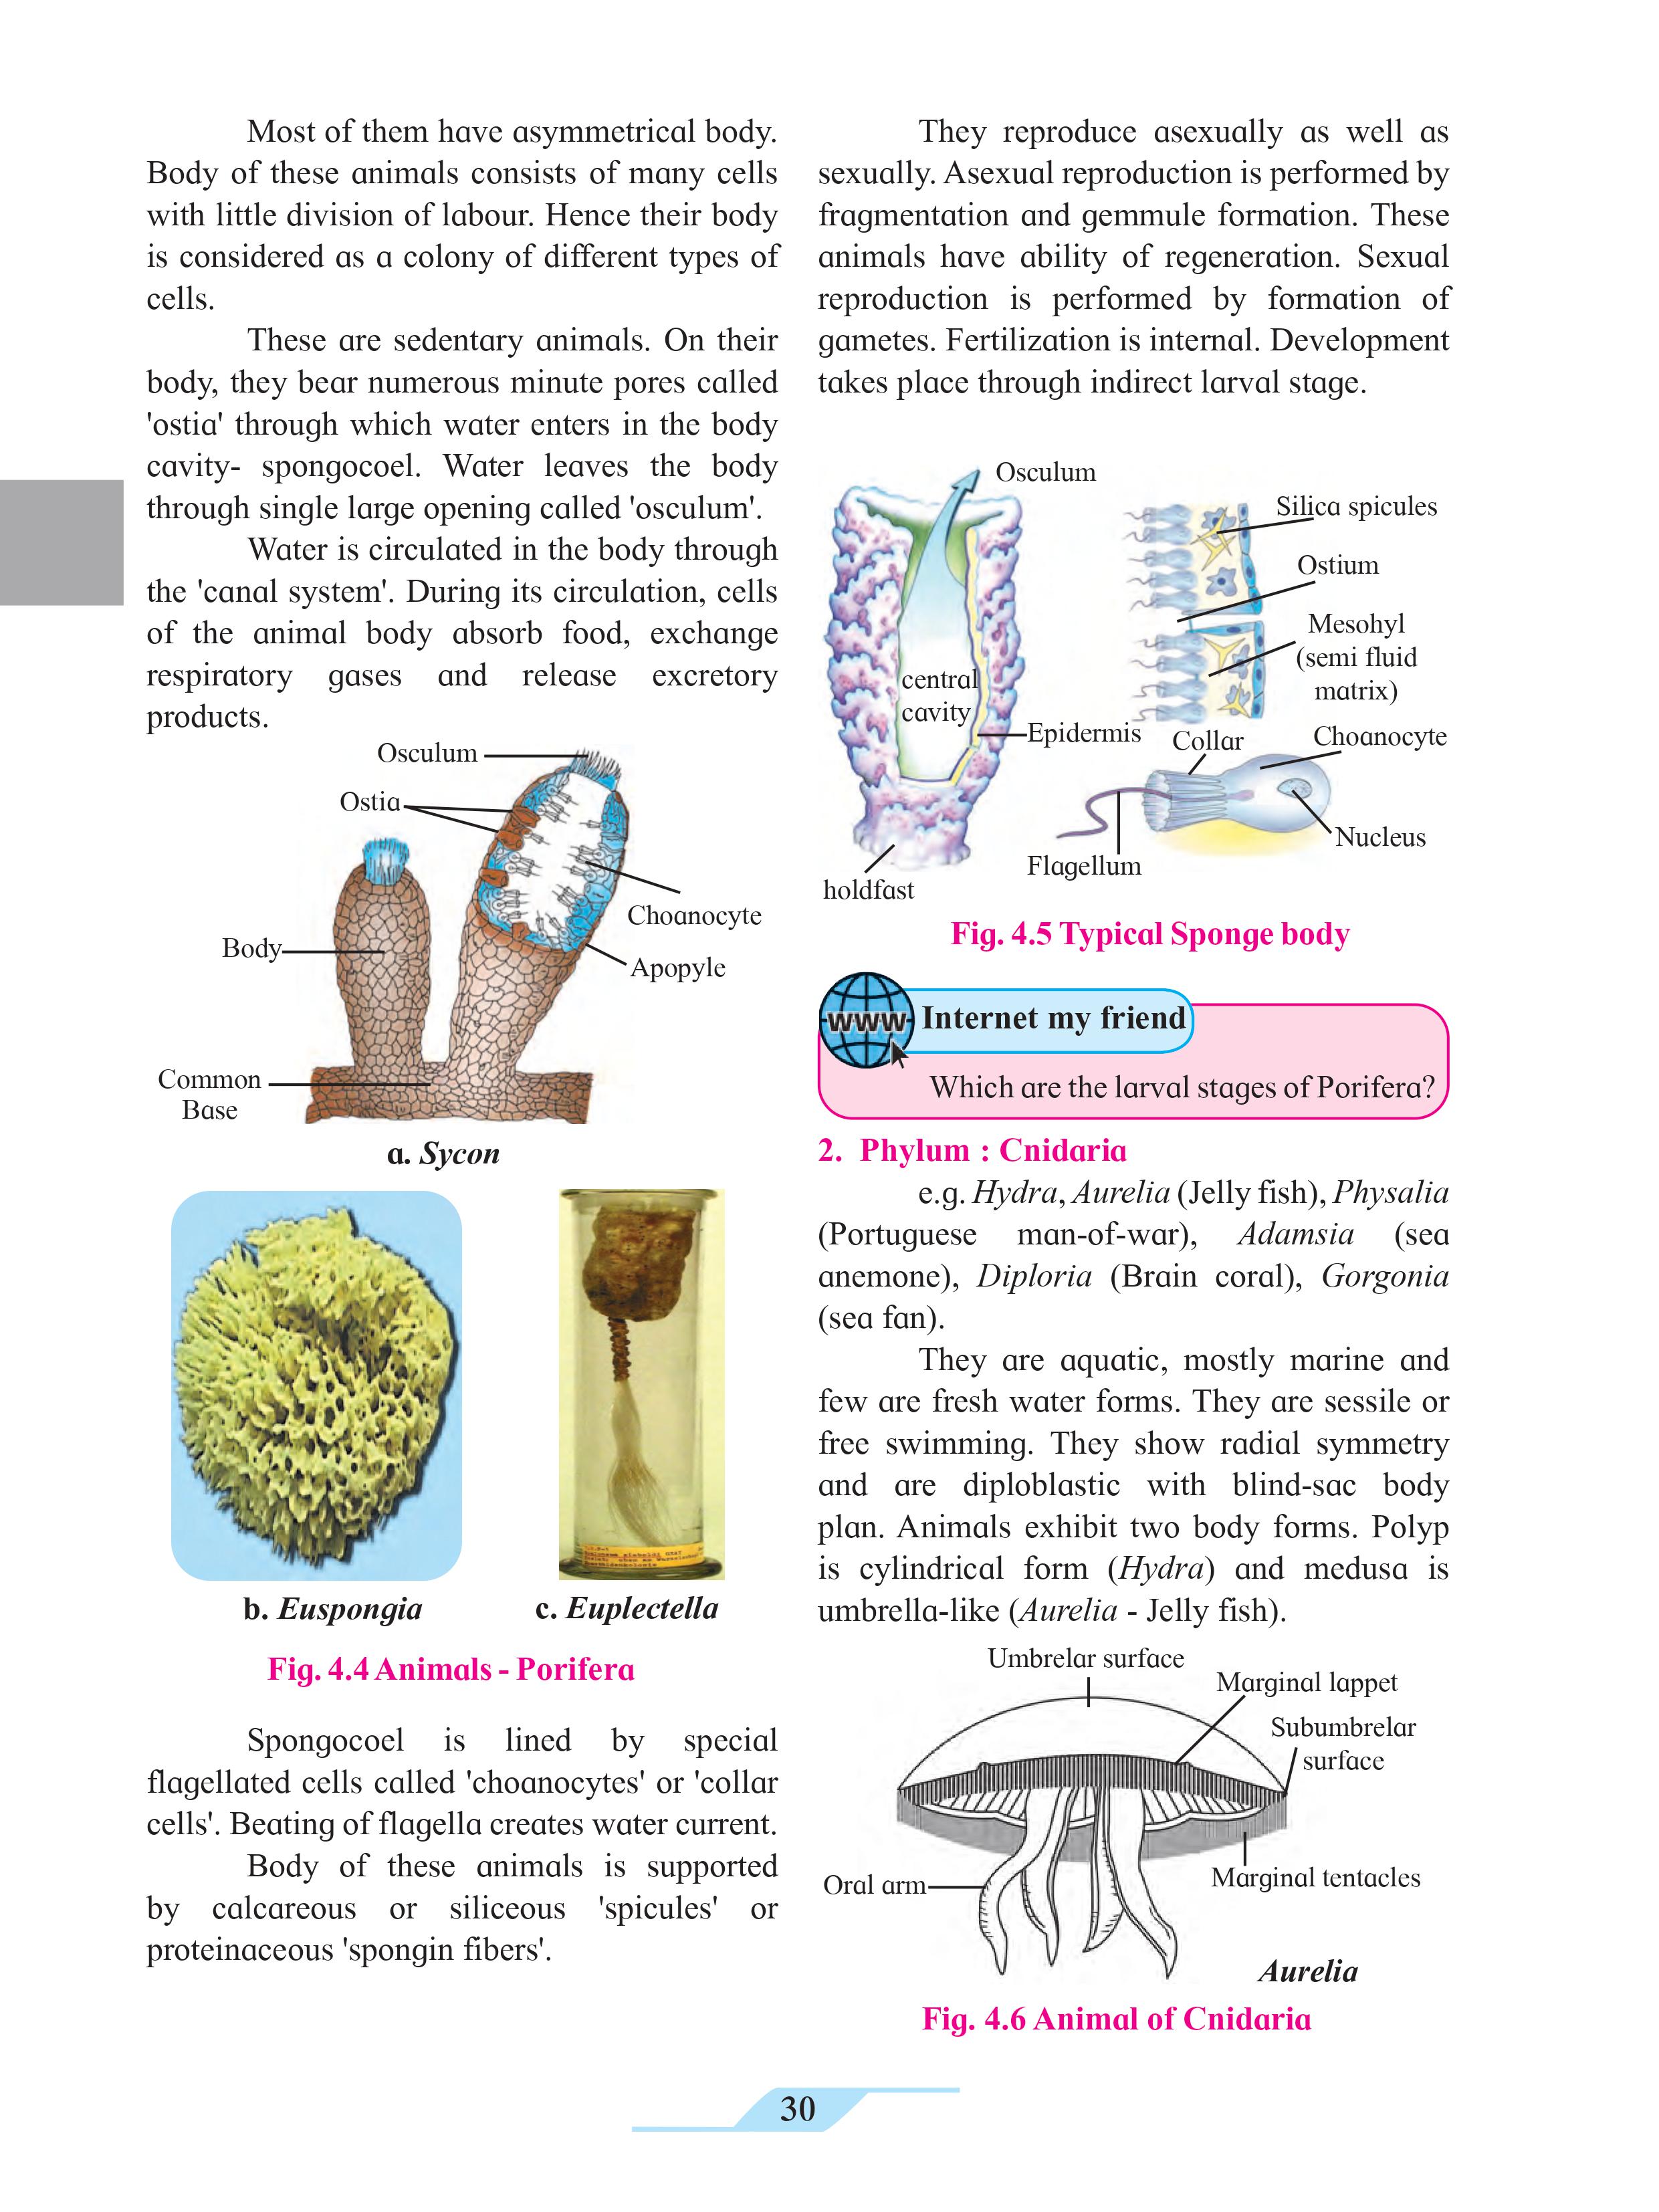 Most of them have asymmetrical body.
Body of these animals consists of many cells
with little division of labour. Hence their body
is considered as a colony of different types of
cells.
These are sedentary animals. On their
body, they bear numerous minute pores called
'ostia' through which water enters in the body
cavity- spongocoel. Water leaves the body
through single large opening called 'osculum'.
Water is circulated in the body through
the 'canal system'. During its circulation, cells
of the animal body absorb food, exchange
respiratory gases and release excretory
products.
Osculum
Ostia
Choanocyte
Body
Apopyle
Common
Base
a. Sycon
b. Euspongia
c. Euplectella
Fig. 4.4 Animals - Porifera
Spongocoel is lined by special
flagellated cells called 'choanocytes' or 'collar
cells'. Beating of flagella creates water current.
Body of these animals is supported
by calcareous or siliceous 'spicules' or
proteinaceous 'spongin fibers'.
They reproduce asexually as well as
sexually. Asexual reproduction is performed by
fragmentation and gemmule formation. These
animals have ability of regeneration. Sexual
reproduction is performed by formation of
gametes. Fertilization is internal. Development
takes place through indirect larval stage.
Osculum
Silica spicules
Ostium
Mesohyl
(semi fluid
matrix)
central
cavity
Epidermis
Collar
Choanocyte
Nucleus
Flagellum
holdfast
Fig. 4.5 Typical Sponge body
WWW
Internet my friend
Which are the larval stages of Porifera?
2. Phylum : Cnidaria
e.g. Hydra, Aurelia (Jelly fish), Physalia
(Portuguese man-of-war), Adamsia (sea
anemone), Diploria (Brain coral), Gorgonia
(sea fan).
They are aquatic, mostly marine and
few are fresh water forms. They are sessile or
free swimming. They show radial symmetry
and are diploblastic with blind-sac body
plan. Animals exhibit two body forms. Polyp
is cylindrical form (Hydra) and medusa is
umbrella-like (Aurelia - Jelly fish).
Umbrelar surface
Marginal lappet
Subumbrelar
surface
Oral arm
Marginal tentacles
Aurelia
Fig. 4.6 Animal of Cnidaria
30